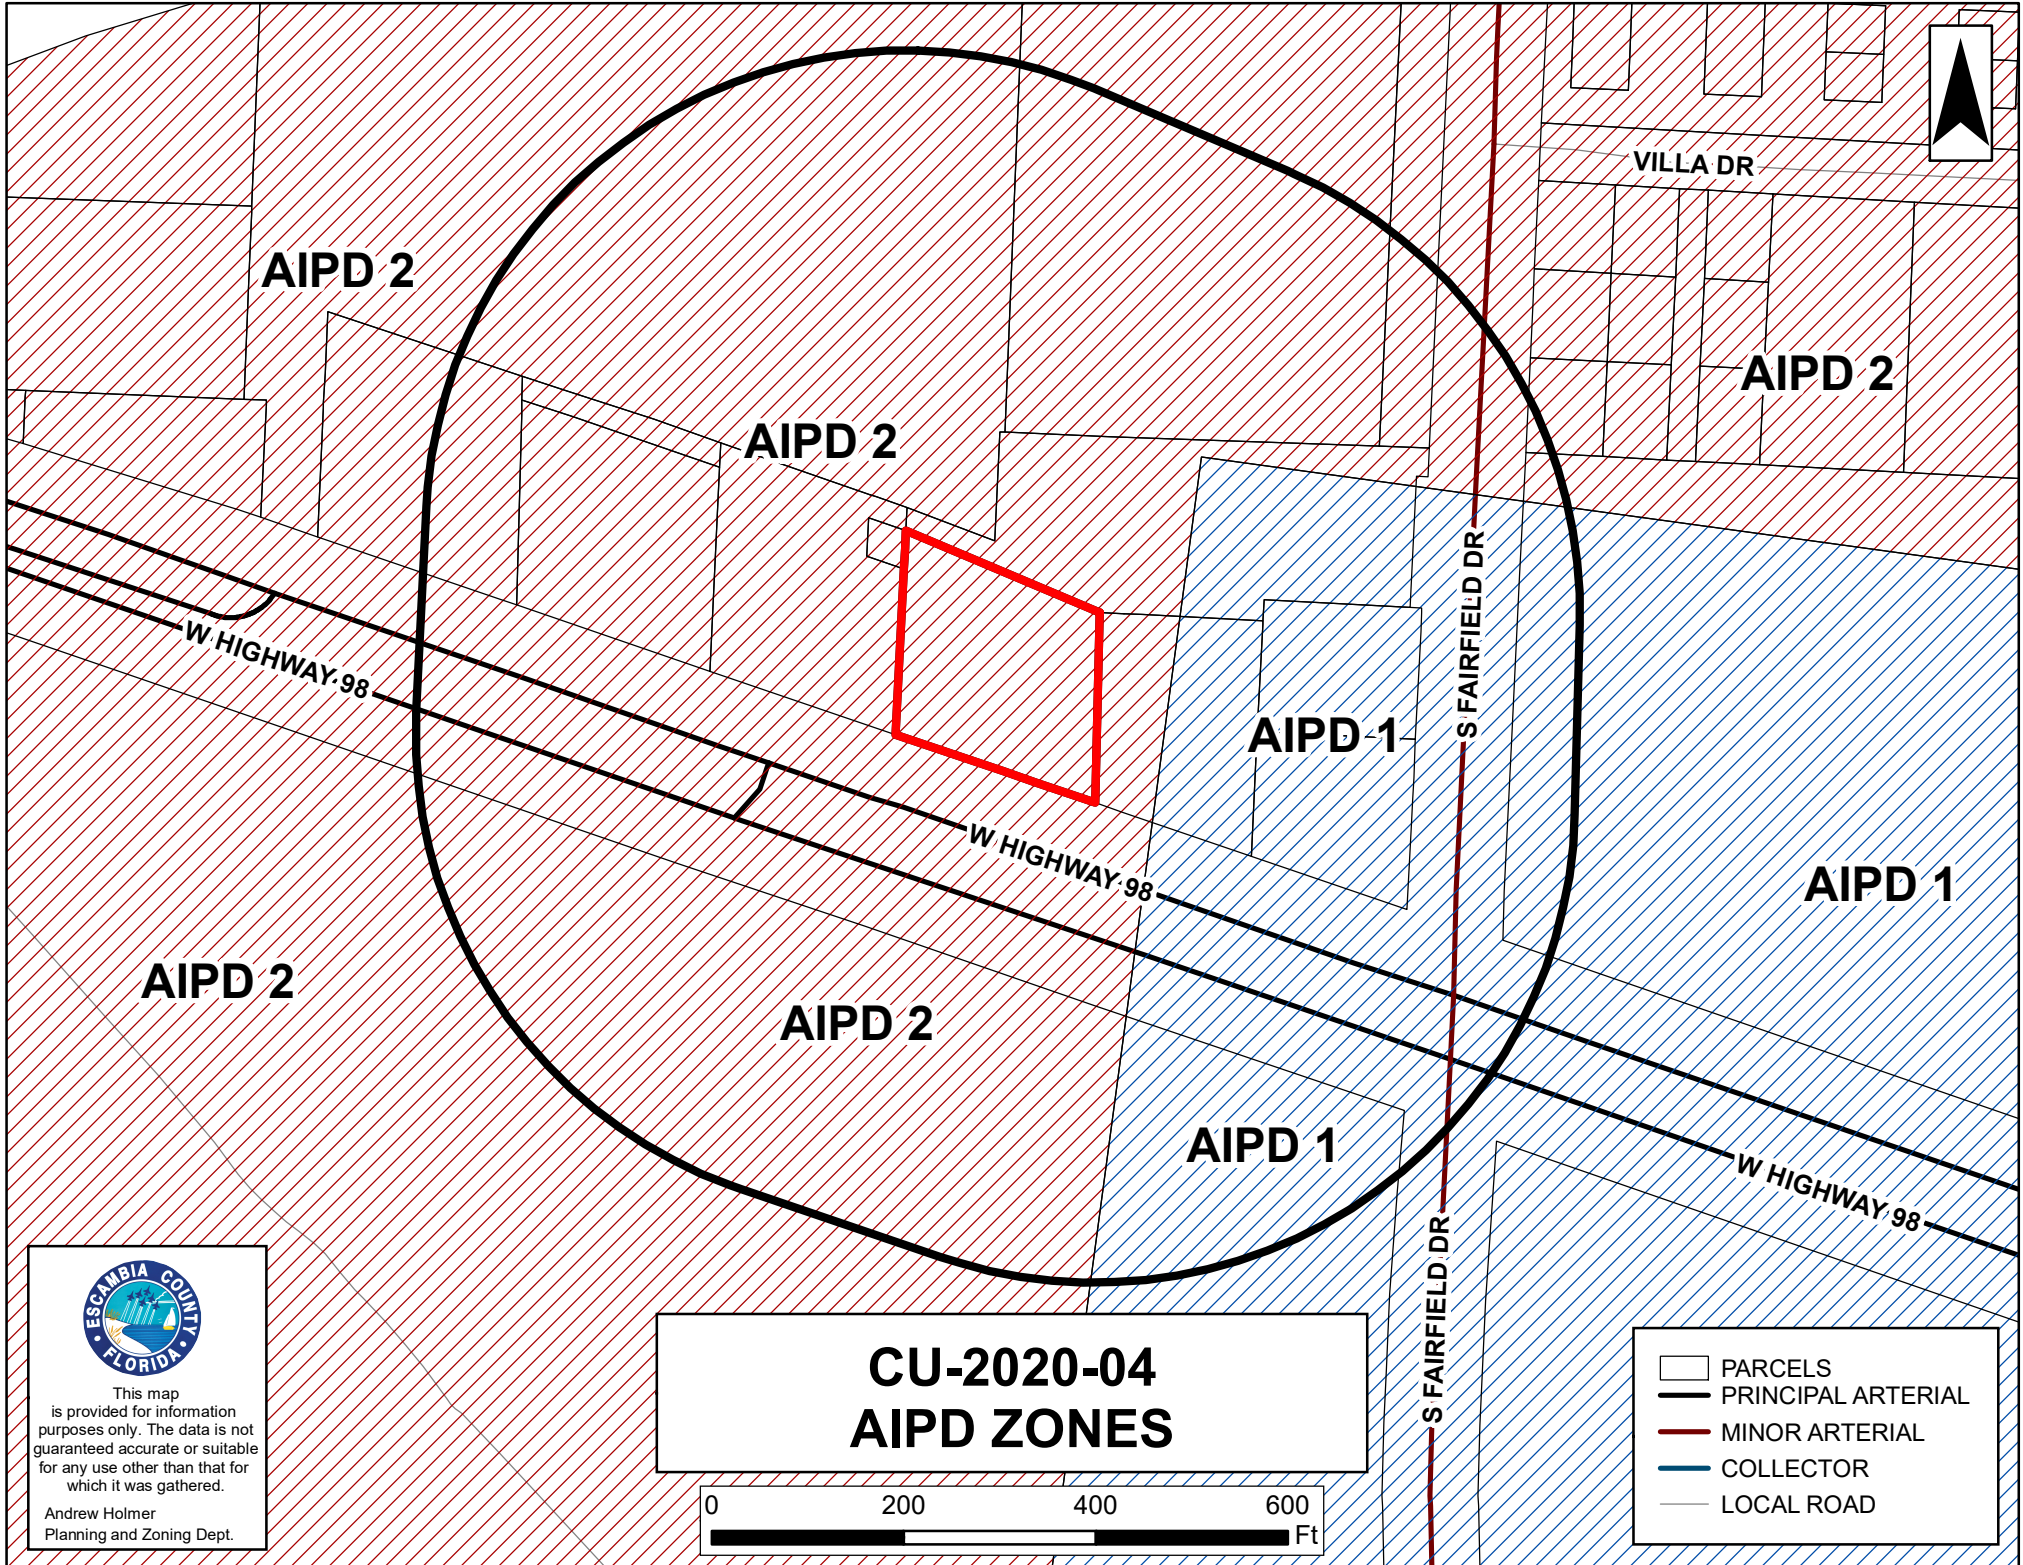 VILLA DR
AIPD 2
AIPD 2
AIPD 2
S FAIRFIELD DR
W HIGHWAY 98
AIPD 1
W HIGHWAY 98
AIPD 1
AIPD 2
AIPD 2
AIPD 1
W HIGHWAY 98
S FAIRFIELD DR
ESCAMBIA COUNTY
FLORIDA
This map
is provided for information
purposes only. The data is not
guaranteed accurate or suitable
for any use other than that for
which it was gathered.
Andrew Holmer
Planning and Zoning Dept.
CU-2020-04
AIPD ZONES
0 200 400 600
Ft
PARCELS
PRINCIPAL ARTERIAL
MINOR ARTERIAL
COLLECTOR
LOCAL ROAD